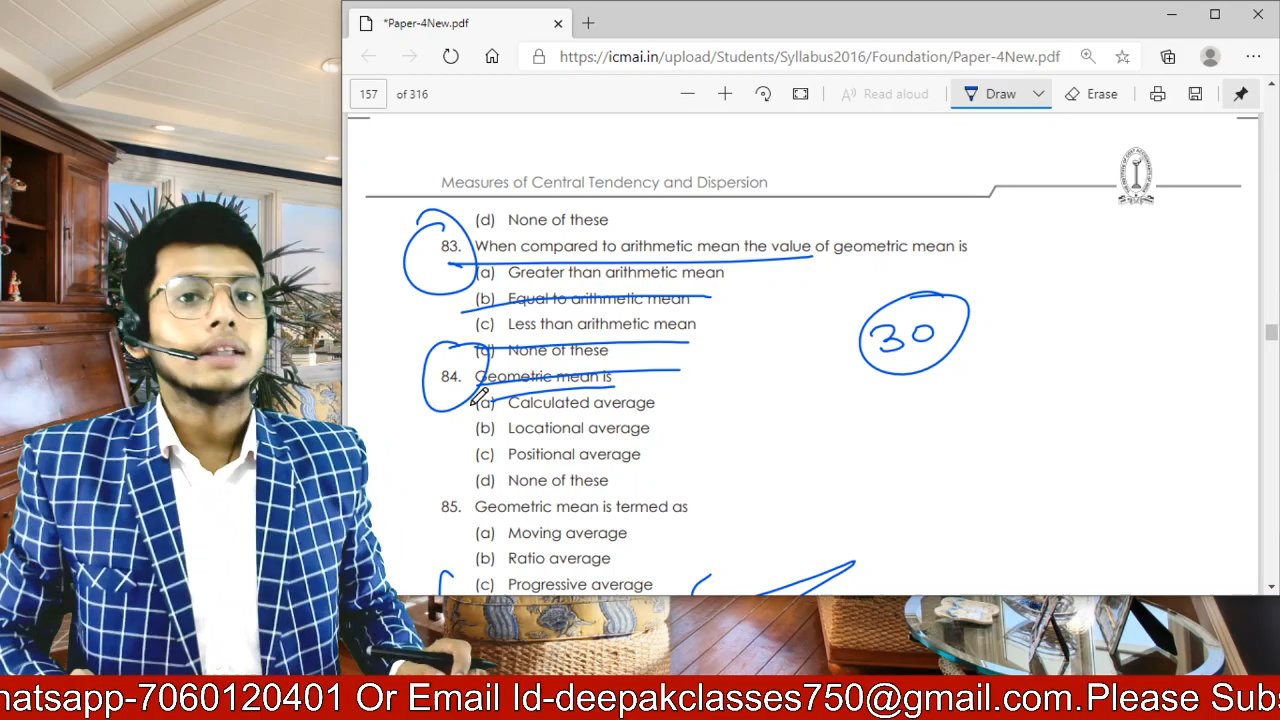 *Paper-4New.pdf
https://icmai.in/upload/Students/Syllabus2016/Foundation/Paper-4New.pdf
157 of 316
Read aloud
Draw
Erase
Measures of Central Tendency and Dispersion
(d) None of these
83. When compared to arithmetic mean the value of geometric mean is
(a) Greater than arithmetic mean
(b) Equal to arithmetic mean
(c) Less than arithmetic mean
(d) None of these
30
84. Geometric mean is
(a) Calculated average
(b) Locational average
(c) Positional average
(d) None of these
85. Geometric mean is termed as
(a) Moving average
(b) Ratio average
(c) Progressive average
hatsapp-7060120401 Or Email Id-deepakclasses750@gmail.com.Please Subs